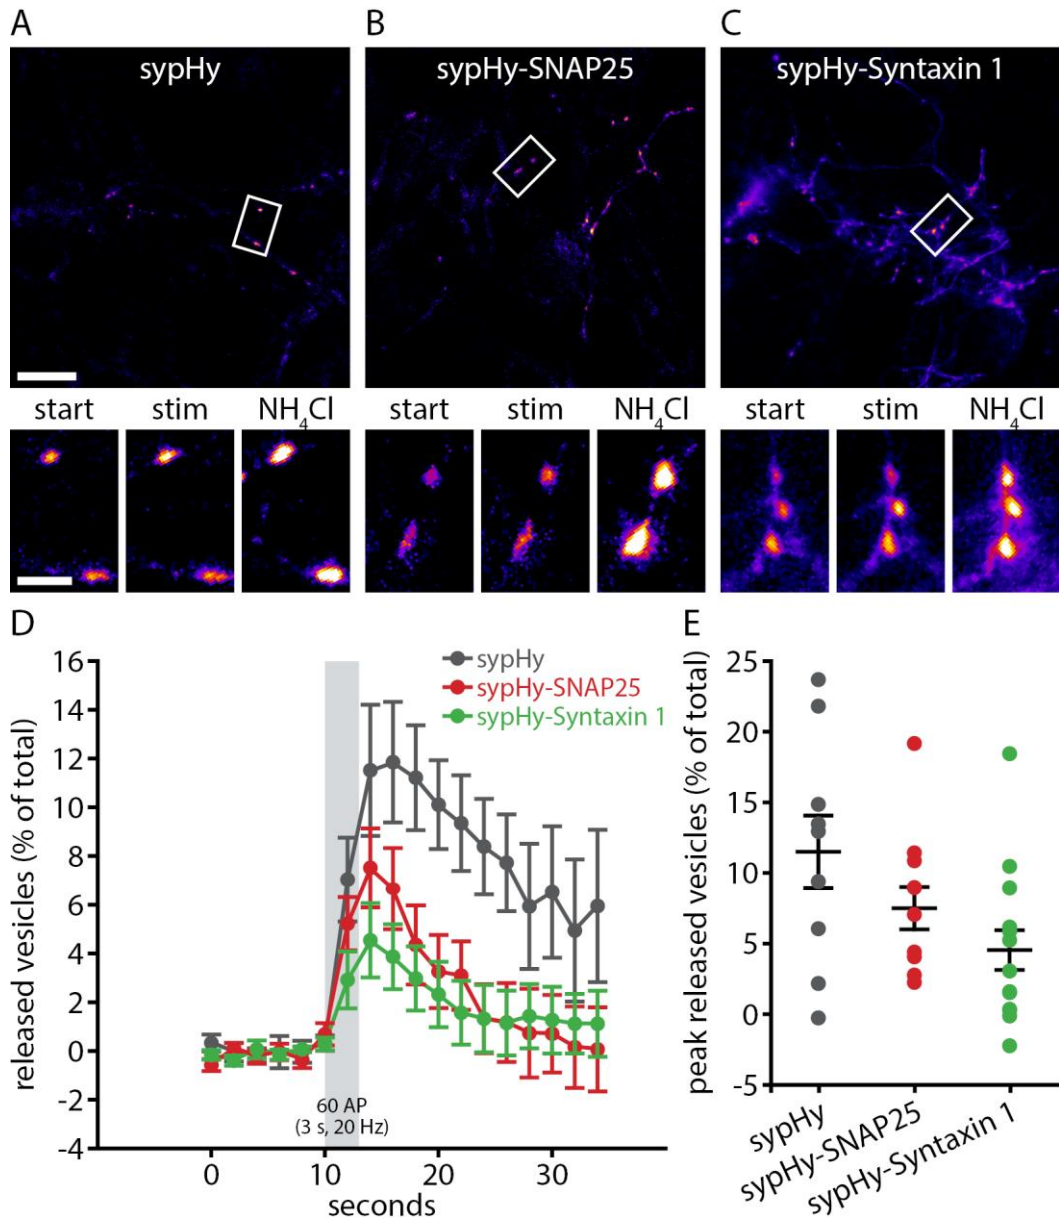 A
B
C
sypHy
sypHy-SNAP25
sypHy-Syntaxin 1
start
stim
NH₄Cl
start
stim
NH₄Cl
start
stim
NH₄Cl
D
E
released vesicles (% of total)
16
14
12
10
8
6
4
2
0
-2
-4
sypHy
sypHy-SNAP25
sypHy-Syntaxin 1
60 AP
(3 s, 20 Hz)
0
10
20
30
seconds
peak released vesicles (% of total)
25
20
15
10
5
0
-5
sypHy
sypHy-SNAP25
sypHy-Syntaxin 1